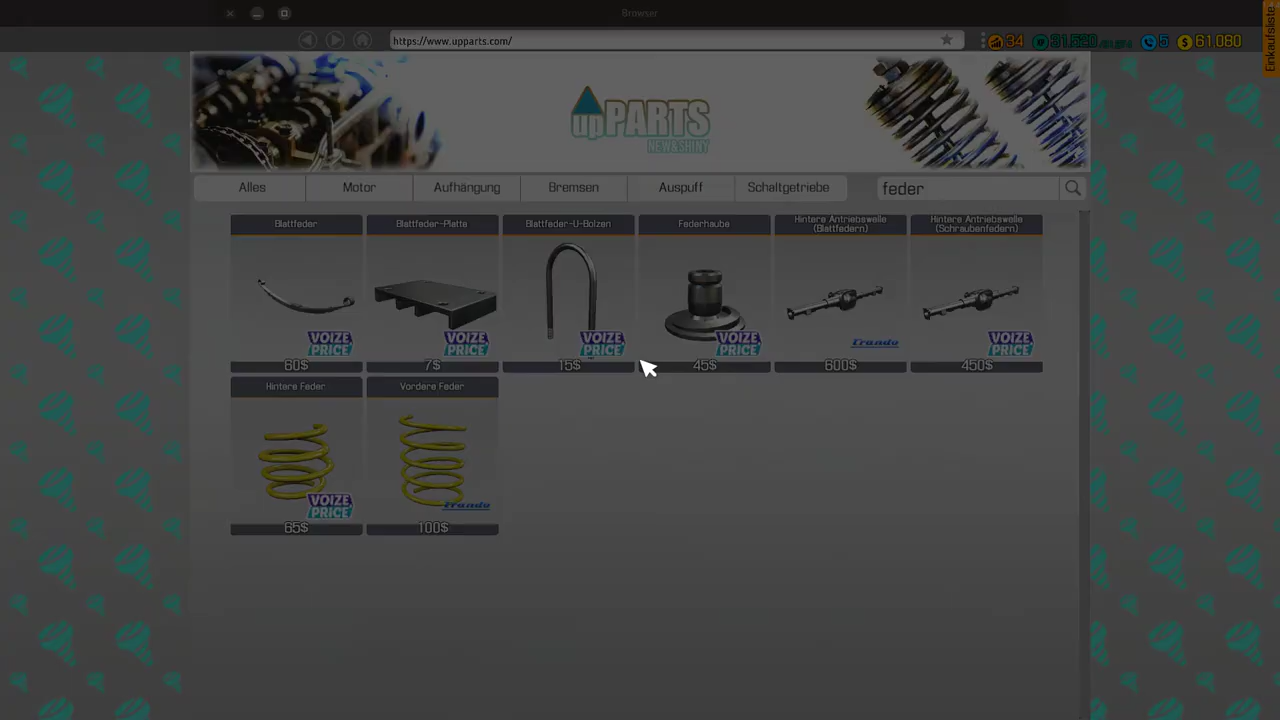 Browser
https://www.upparts.com/
34
5
61,080
Einkaufsliste
upPARTS
NEW&SHINY
Alles
Motor
Aufhängung
Bremsen
Auspuff
Schaltgetriebe
feder
Blattfeder
Blattfeder-Platte
Blattfeder-U-Bolzen
Federhaube
Hintere Antriebswelle
(Blattfedern)
Hintere Antriebswelle
(Schraubenfedern)
VOIZE
PRICE
VOIZE
PRICE
VOIZE
PRICE
VOIZE
PRICE
VOIZE
PRICE
60$
7$
15$
45$
600$
450$
Hintere Feder
Vordere Feder
VOIZE
PRICE
65$
100$